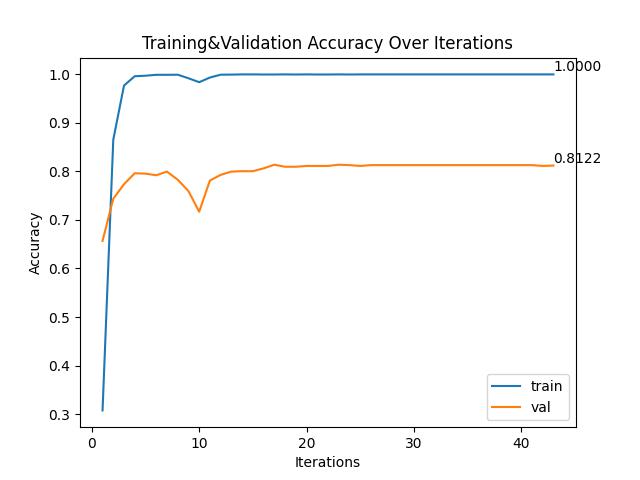 Training&Validation Accuracy Over Iterations
1.0000
0.8122
1.0
0.9
0.8
0.7
0.6
0.5
0.4
0.3
Accuracy
train
val
0 10 20 30 40
Iterations